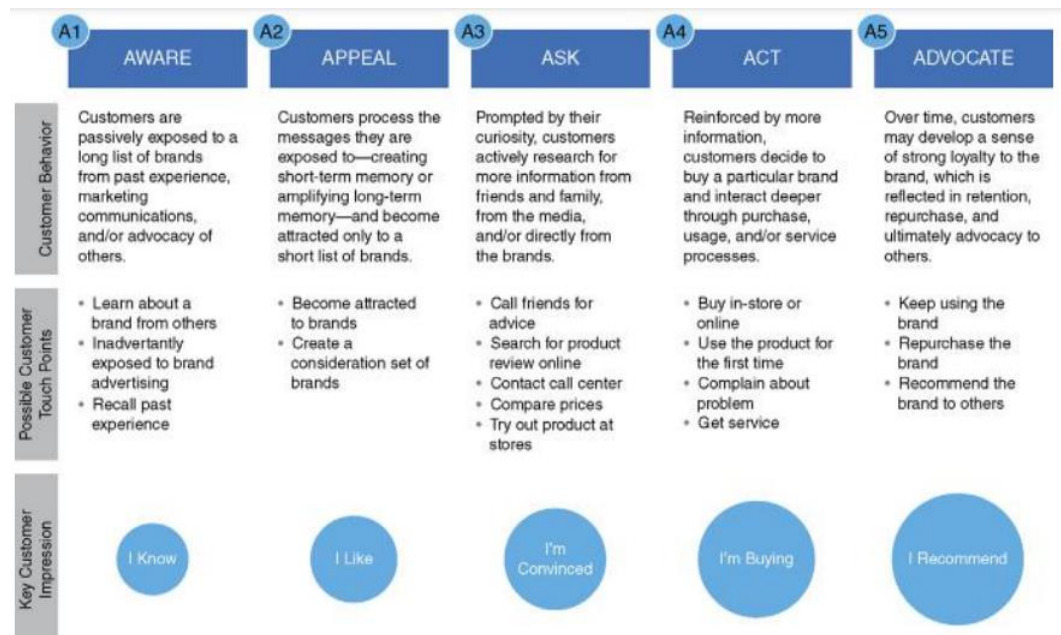 A1
AWARE
A2
APPEAL
A3
ASK
A4
ACT
A5
ADVOCATE
Customer Behavior
Customers are
passively exposed to a
long list of brands
from past experience,
marketing
communications,
and/or advocacy of
others.
Customers process the
messages they are
exposed to—creating
short-term memory or
amplifying long-term
memory—and become
attracted only to a
short list of brands.
Prompted by their
curiosity, customers
actively research for
more information from
friends and family,
from the media,
and/or directly from
the brands.
Reinforced by more
information,
customers decide to
buy a particular brand
and interact deeper
through purchase,
usage, and/or service
processes.
Over time, customers
may develop a sense
of strong loyalty to the
brand, which is
reflected in retention,
repurchase, and
ultimately advocacy to
others.
Possible Customer
Touch Points
• Learn about a
brand from others
• Inadvertantly
exposed to brand
advertising
• Recall past
experience
• Become attracted
to brands
• Create a
consideration set of
brands
• Call friends for
advice
• Search for product
review online
• Contact call center
• Compare prices
• Try out product at
stores
• Buy in-store or
online
• Use the product for
the first time
• Complain about
problem
• Get service
• Keep using the
brand
• Repurchase the
brand
• Recommend the
brand to others
Key Customer
Impression
I Know
I Like
I'm
Convinced
I'm Buying
I Recommend